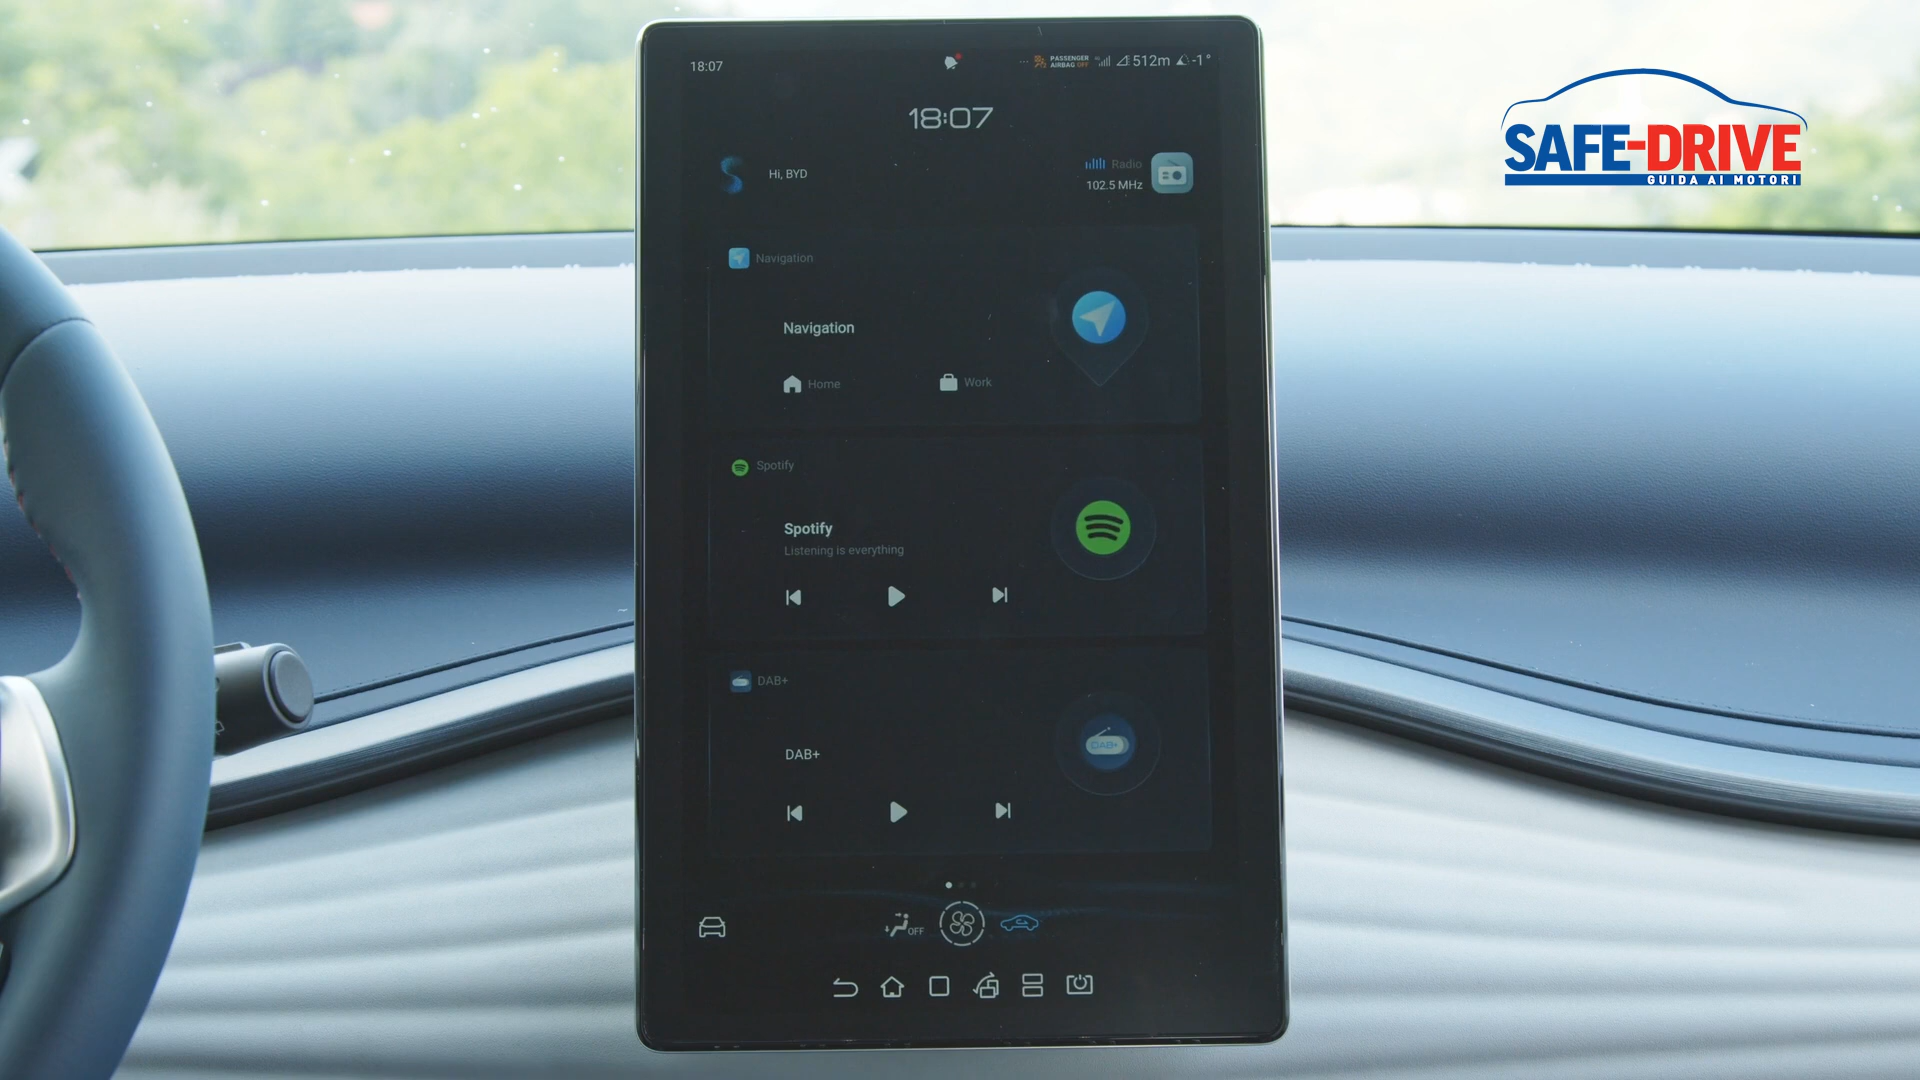 18:07
PASSENGER
AIRBAG OFF
512m
-1°
18:07
Hi, BYD
Radio
102.5 MHz
SAFE-DRIVE
GUIDA AI MOTORI
Navigation
Navigation
Home
Work
Spotify
Spotify
Listening is everything
DAB+
DAB+
DAB+
OFF